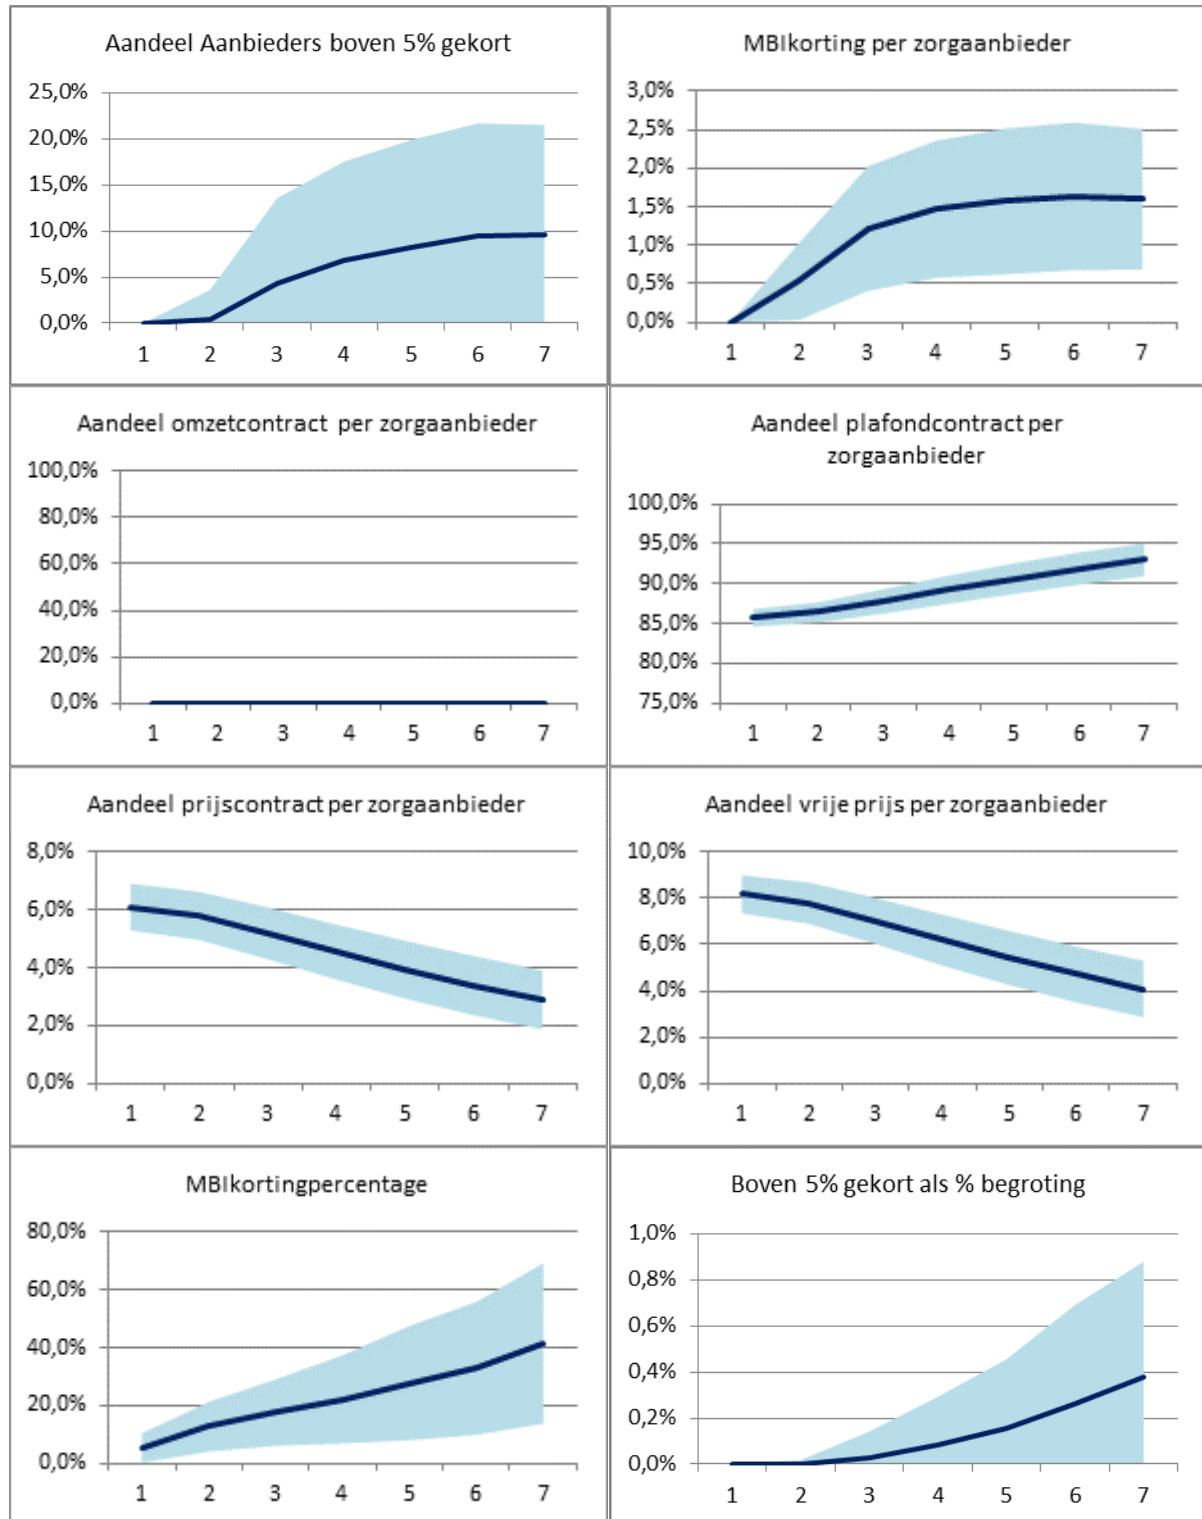 Aandeel Aanbieders boven 5% gekort
25,0%
20,0%
15,0%
10,0%
5,0%
0,0%
1 2 3 4 5 6 7
MBIkorting per zorgaanbieder
3,0%
2,5%
2,0%
1,5%
1,0%
0,5%
0,0%
1 2 3 4 5 6 7
Aandeel omzetcontract per zorgaanbieder
100,0%
80,0%
60,0%
40,0%
20,0%
0,0%
1 2 3 4 5 6 7
Aandeel plafondcontract per
zorgaanbieder
100,0%
95,0%
90,0%
85,0%
80,0%
75,0%
1 2 3 4 5 6 7
Aandeel prijscontract per zorgaanbieder
8,0%
6,0%
4,0%
2,0%
0,0%
1 2 3 4 5 6 7
Aandeel vrije prijs per zorgaanbieder
10,0%
8,0%
6,0%
4,0%
2,0%
0,0%
1 2 3 4 5 6 7
MBIkortingpercentage
80,0%
60,0%
40,0%
20,0%
0,0%
1 2 3 4 5 6 7
Boven 5% gekort als % begroting
1,0%
0,8%
0,6%
0,4%
0,2%
0,0%
1 2 3 4 5 6 7